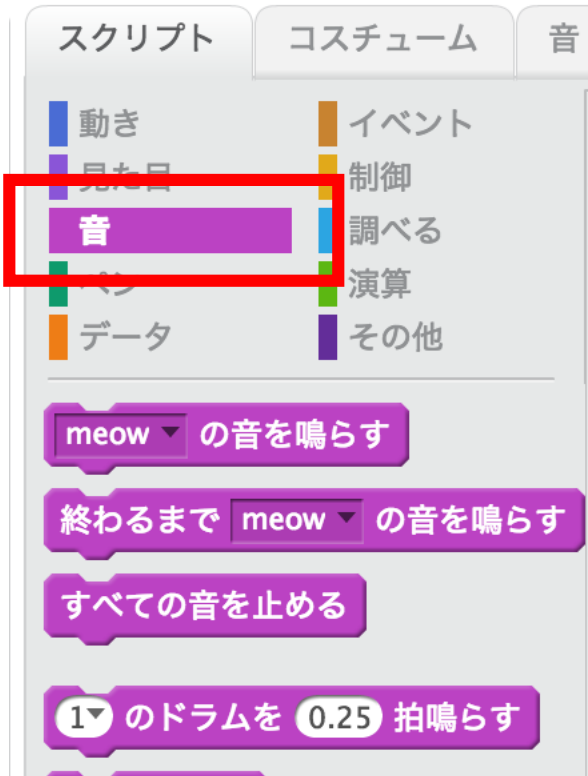 スクリプト コスチューム 音
動き イベント
見た目 制御
音 調べる
ペン 演算
データ その他
meow の音を鳴らす
終わるまで meow の音を鳴らす
すべての音を止める
1 のドラムを 0.25 拍鳴らす